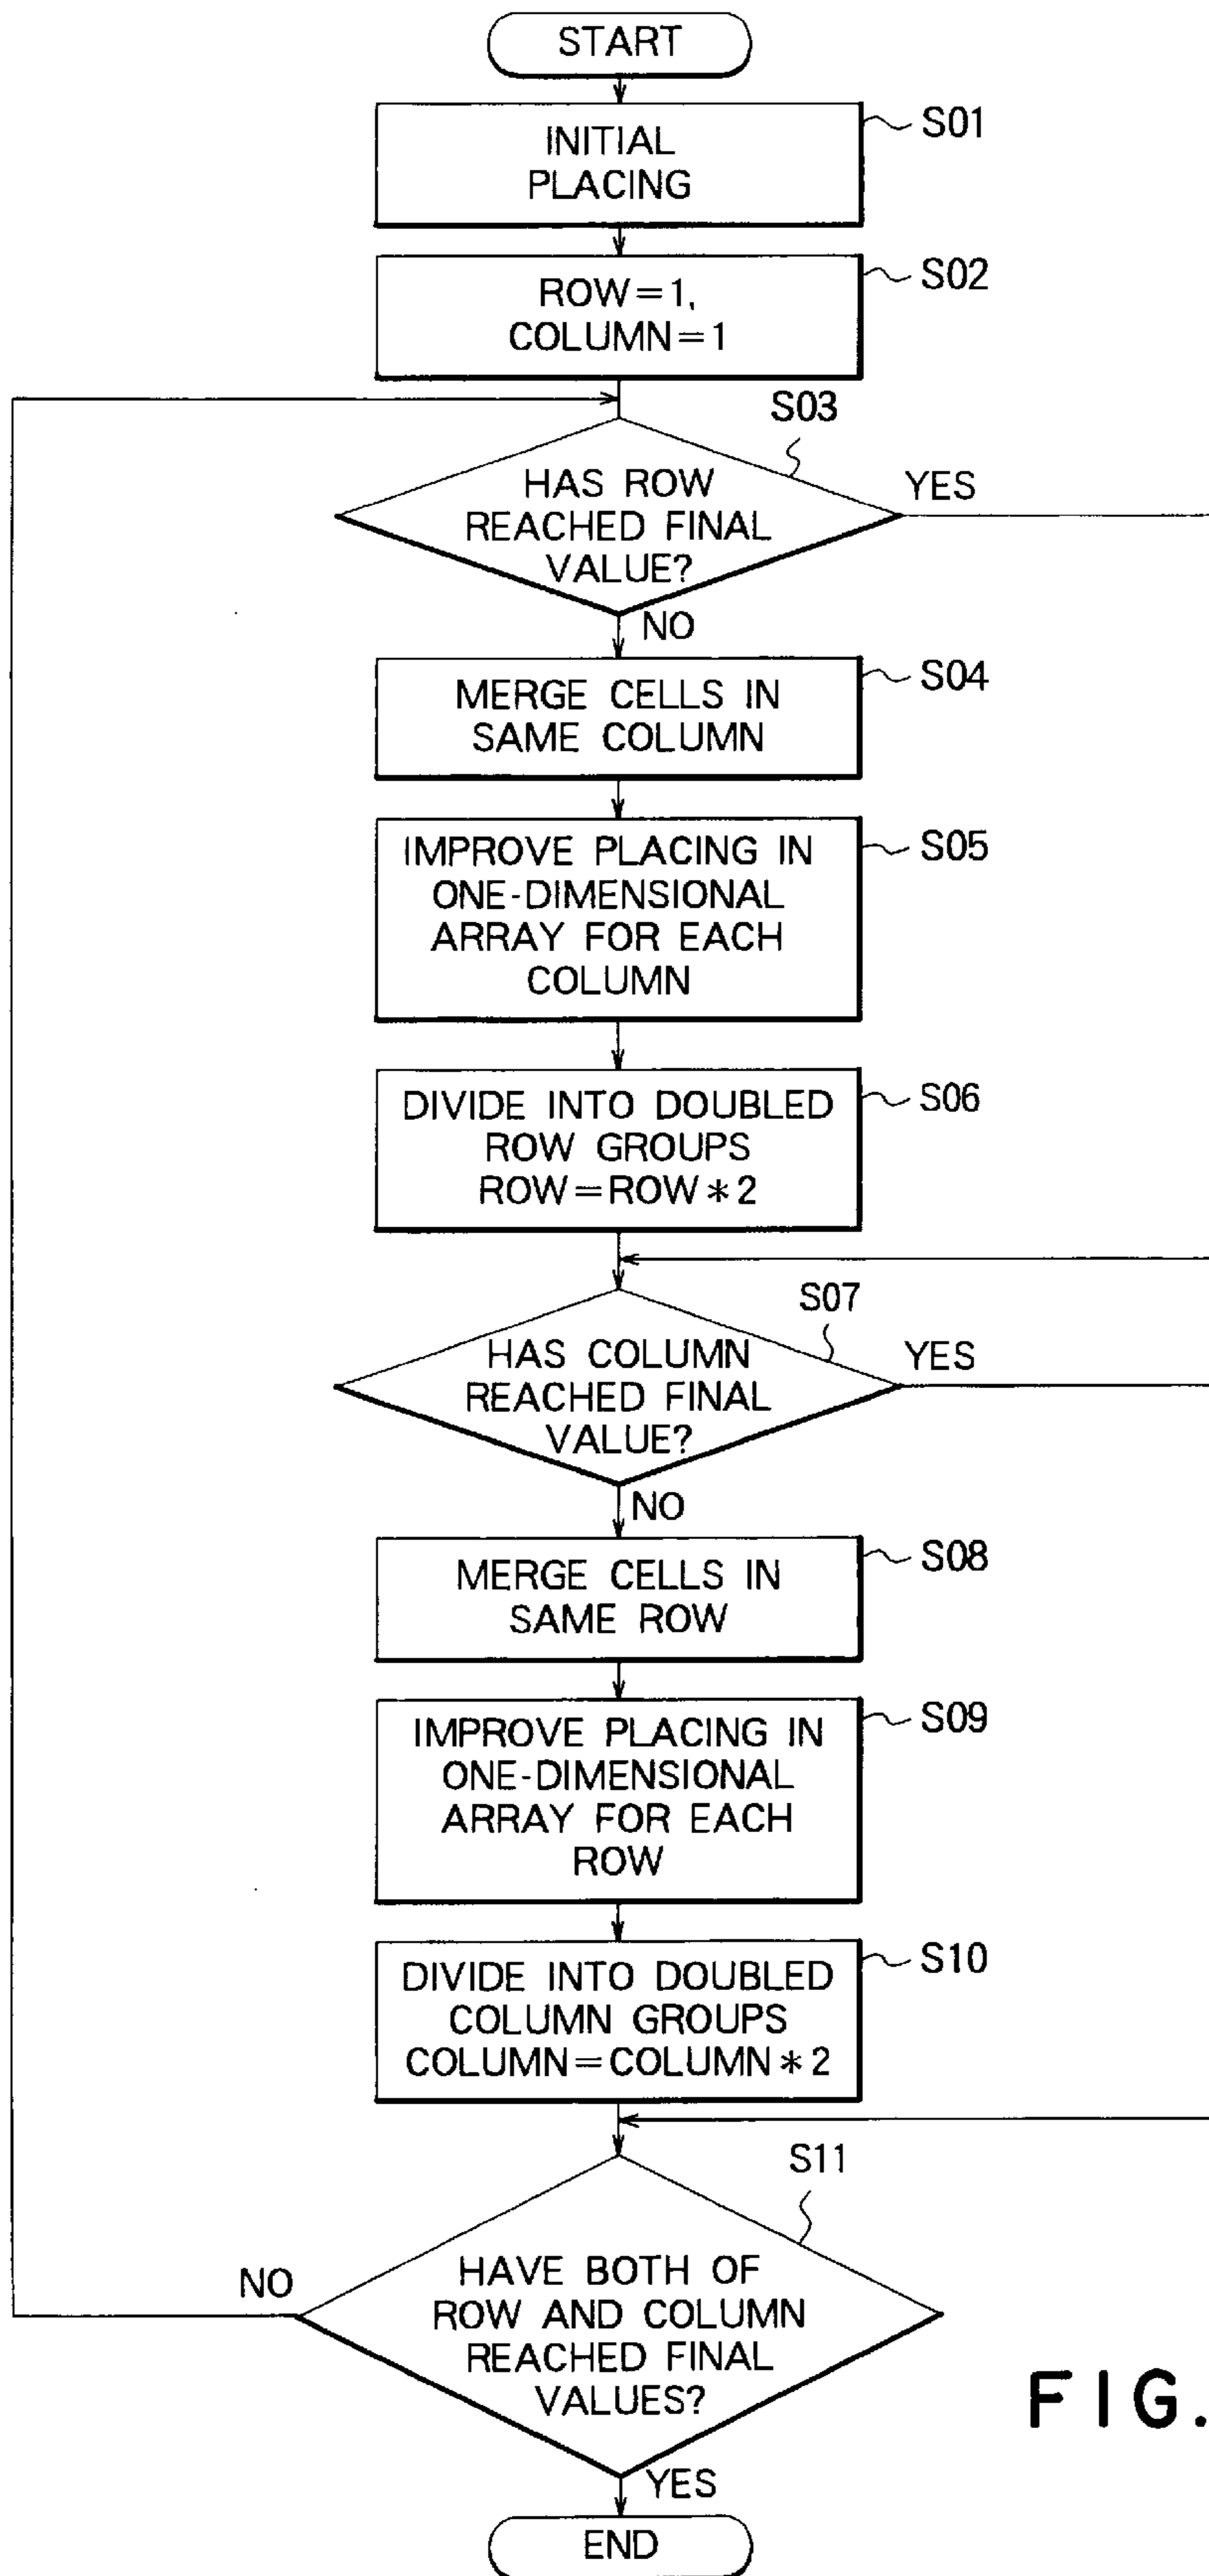 START
INITIAL
PLACING
S01
ROW=1,
COLUMN=1
S02
S03
HAS ROW
REACHED FINAL
VALUE?
YES
NO
MERGE CELLS IN
SAME COLUMN
S04
IMPROVE PLACING IN
ONE-DIMENSIONAL
ARRAY FOR EACH
COLUMN
S05
DIVIDE INTO DOUBLED
ROW GROUPS
ROW=ROW*2
S06
S07
HAS COLUMN
REACHED FINAL
VALUE?
YES
NO
MERGE CELLS IN
SAME ROW
S08
IMPROVE PLACING IN
ONE-DIMENSIONAL
ARRAY FOR EACH
ROW
S09
DIVIDE INTO DOUBLED
COLUMN GROUPS
COLUMN=COLUMN*2
S10
S11
HAVE BOTH OF
ROW AND COLUMN
REACHED FINAL
VALUES?
NO
YES
END
FIG.